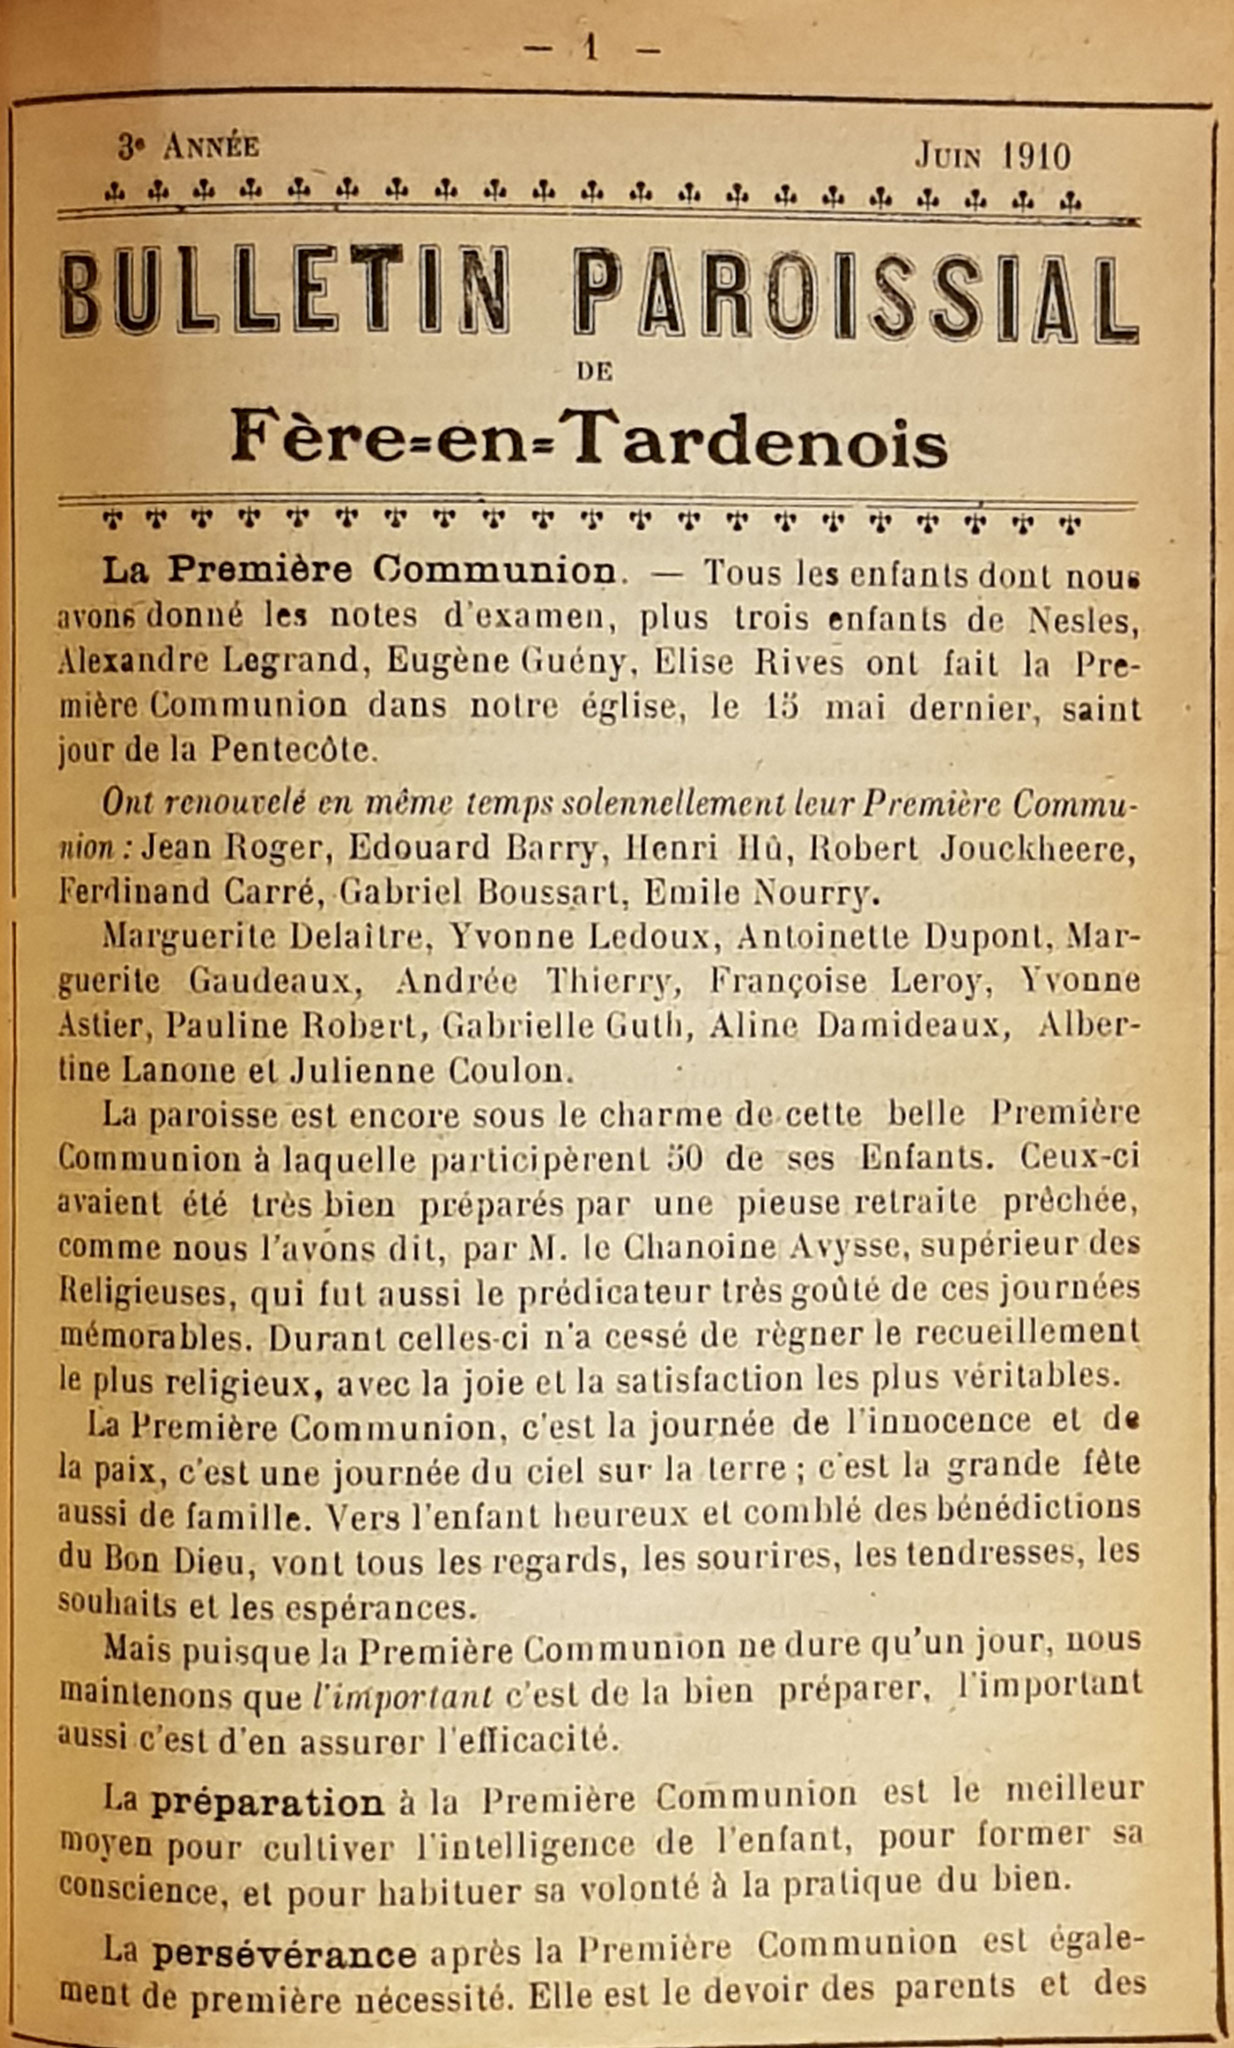 — 1 —
3e ANNÉE
JUIN 1910
BULLETIN PAROISSIAL
DE
Fère-en-Tardenois
La Première Communion. — Tous les enfants dont nous
avons donné les notes d'examen, plus trois enfants de Nesles,
Alexandre Legrand, Eugène Guény, Elise Rives ont fait la Pre-
mière Communion dans notre église, le 15 mai dernier, saint
jour de la Pentecôte.
Ont renouvelé en même temps solennellement leur Première Commu-
nion : Jean Roger, Edouard Barry, Henri Hû, Robert Jouckheere,
Ferdinand Carré, Gabriel Boussart, Emile Nourry.
Marguerite Delaître, Yvonne Ledoux, Antoinette Dupont, Mar-
guerite Gaudeaux, Andrée Thierry, Françoise Leroy, Yvonne
Astier, Pauline Robert, Gabrielle Guth, Aline Damideaux, Alber-
tine Lanone et Julienne Coulon.
La paroisse est encore sous le charme de cette belle Première
Communion à laquelle participèrent 50 de ses Enfants. Ceux-ci
avaient été très bien préparés par une pieuse retraite prêchée,
comme nous l'avons dit, par M. le Chanoine Avysse, supérieur des
Religieuses, qui fut aussi le prédicateur très goûté de ces journées
mémorables. Durant celles-ci n'a cessé de règner le recueillement
le plus religieux, avec la joie et la satisfaction les plus véritables.
La Première Communion, c'est la journée de l'innocence et de
la paix, c'est une journée du ciel sur la terre ; c'est la grande fête
aussi de famille. Vers l'enfant heureux et comblé des bénédictions
du Bon Dieu, vont tous les regards, les sourires, les tendresses, les
souhaits et les espérances.
Mais puisque la Première Communion ne dure qu'un jour, nous
maintenons que l'important c'est de la bien préparer, l'important
aussi c'est d'en assurer l'efficacité.
La préparation à la Première Communion est le meilleur
moyen pour cultiver l'intelligence de l'enfant, pour former sa
conscience, et pour habituer sa volonté à la pratique du bien.
La persévérance après la Première Communion est égale-
ment de première nécessité. Elle est le devoir des parents et des